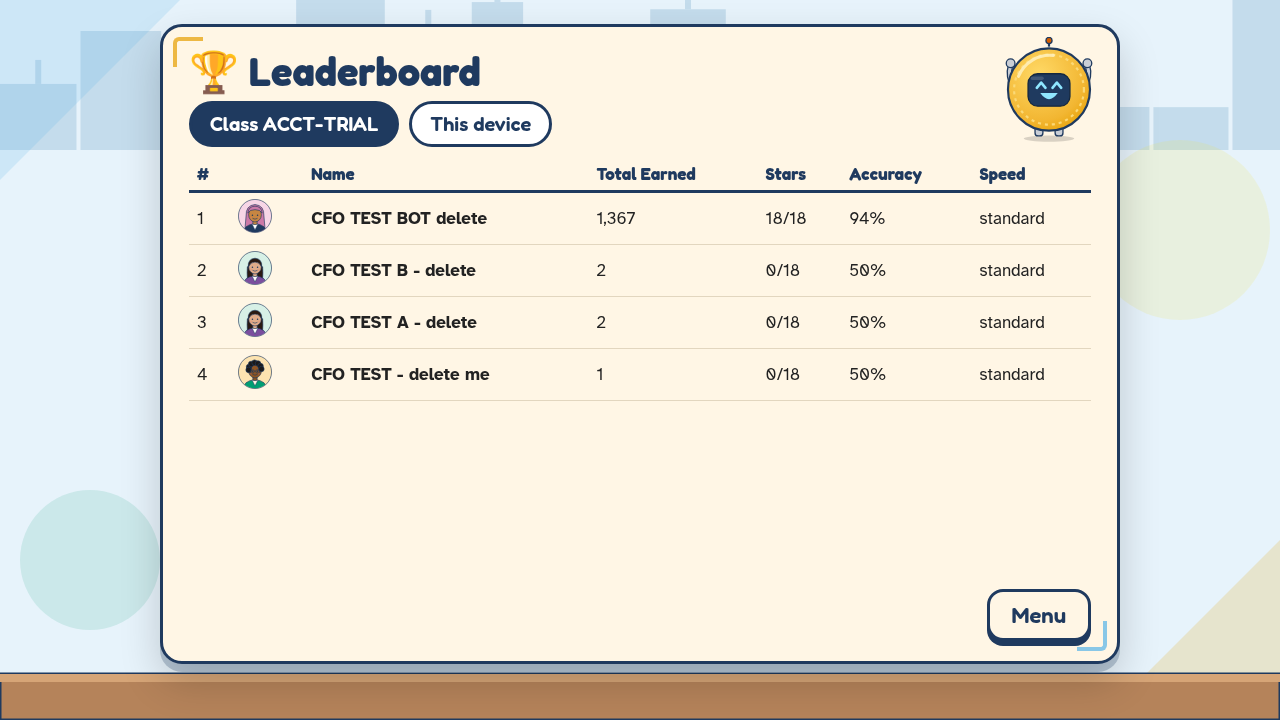 🏆 Leaderboard
Class ACCT-TRIAL This device
# Name Total Earned Stars Accuracy Speed
1 CFO TEST BOT delete 1,367 18/18 94% standard
2 CFO TEST B - delete 2 0/18 50% standard
3 CFO TEST A - delete 2 0/18 50% standard
4 CFO TEST - delete me 1 0/18 50% standard
Menu